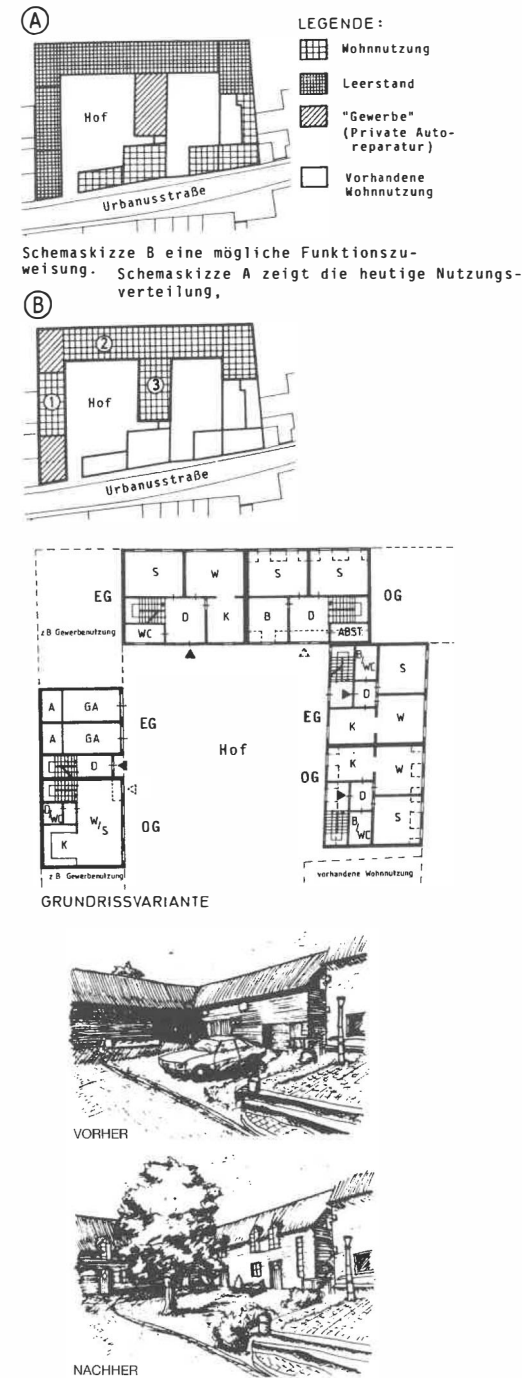 A
LEGENDE:
Wohnnutzung
Leerstand
"Gewerbe"
(Private Auto-
reparatur)
Vorhandene
Wohnnutzung
Hof
Urbanusstraße
Schemaskizze B eine mögliche Funktionszu-
weisung. Schemaskizze A zeigt die heutige Nutzungs-
verteilung,
B
2
3
1
Hof
Urbanusstraße
S W S S
EG OG
D K B D
WC ABST.
z B Gewerbenutzung
B/WC S
A GA
EG
D
EG
W
A GA
K
Hof
D
K
W
OG
D
W/S
D/WC
OG
K
B/WC
S
z B Gewerbenutzung
vorhandene Wohnnutzung
GRUNDRISSVARIANTE
VORHER
NACHHER